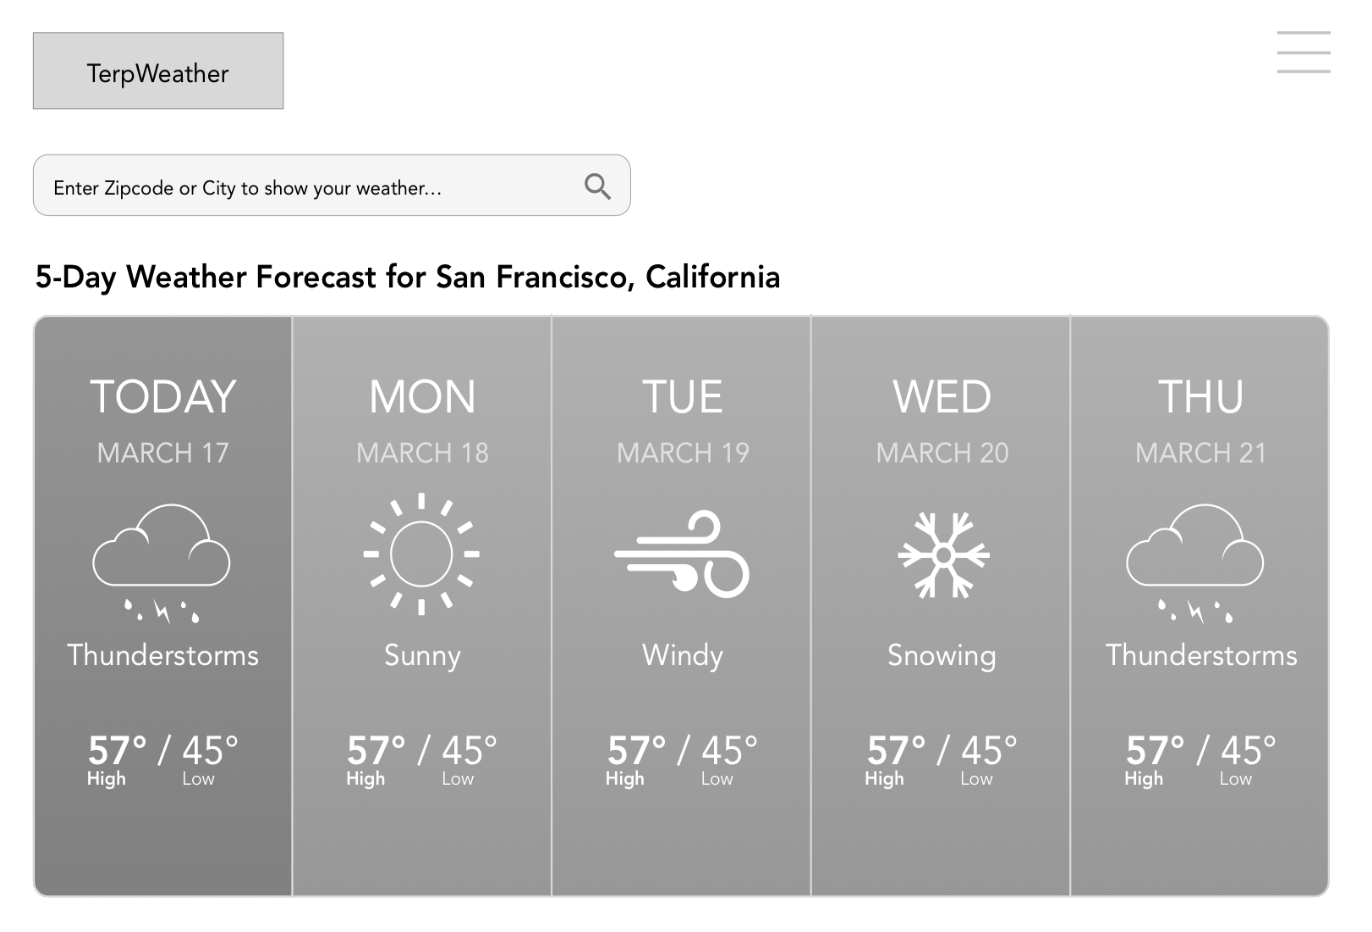 TerpWeather
Enter Zipcode or City to show your weather...
5-Day Weather Forecast for San Francisco, California
TODAY
MARCH 17
Thunderstorms
57° / 45°
High Low
MON
MARCH 18
Sunny
57° / 45°
High Low
TUE
MARCH 19
Windy
57° / 45°
High Low
WED
MARCH 20
Snowing
57° / 45°
High Low
THU
MARCH 21
Thunderstorms
57° / 45°
High Low